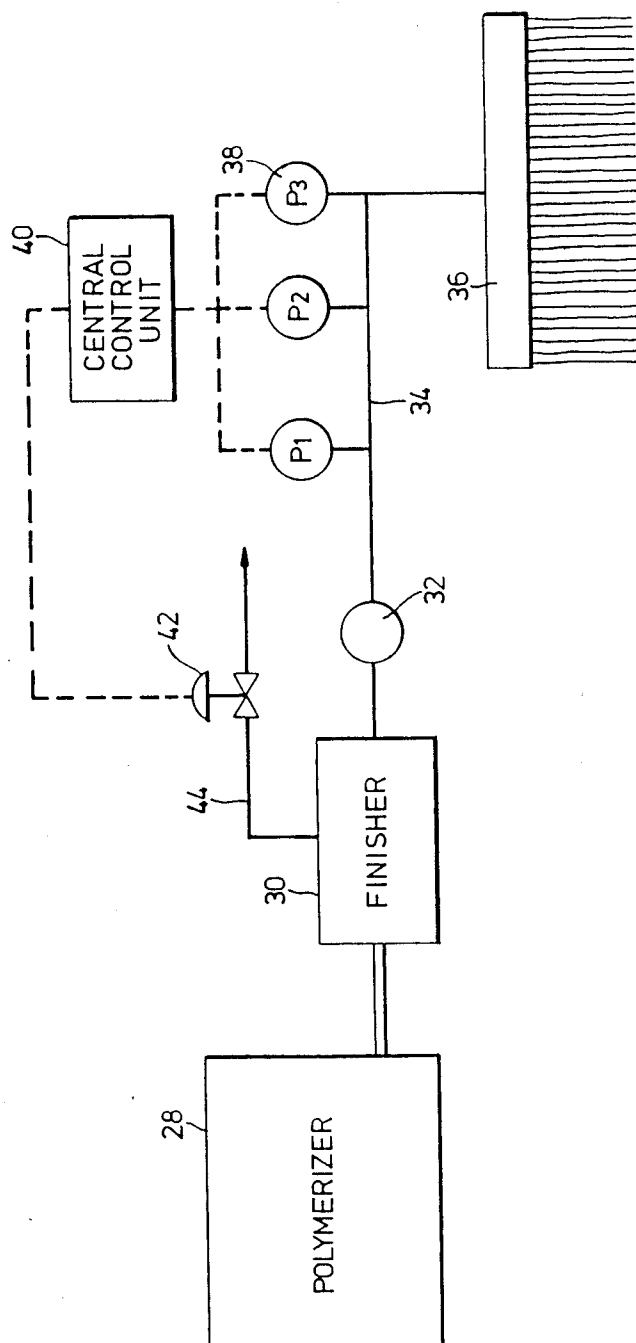 40
CENTRAL
CONTROL
UNIT
38
P1
P2
P3
42
44
34
32
36
28
POLYMERIZER
30
FINISHER